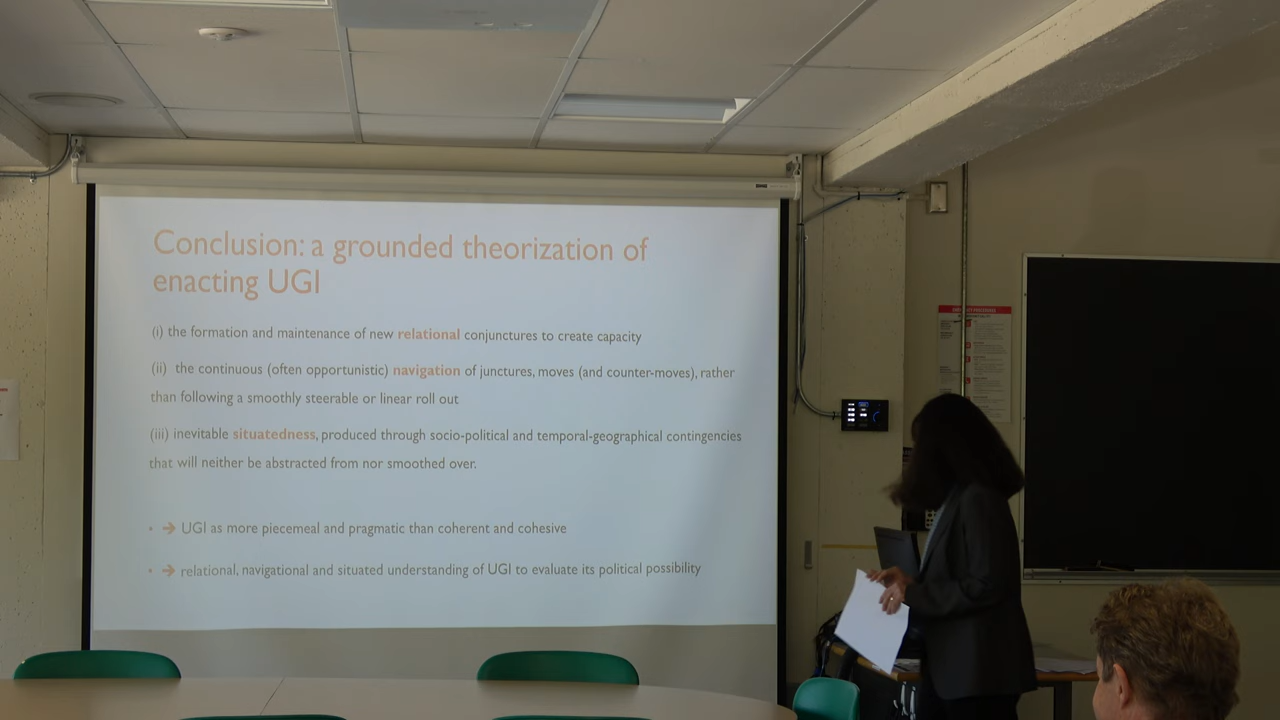 Conclusion: a grounded theorization of
enacting UGI
(i) the formation and maintenance of new relational conjunctures to create capacity
(ii) the continuous (often opportunistic) navigation of junctures, moves (and counter-moves), rather
than following a smoothly steerable or linear roll out
(iii) inevitable situatedness, produced through socio-political and temporal-geographical contingencies
that will neither be abstracted from nor smoothed over.
• ➔ UGI as more piecemeal and pragmatic than coherent and cohesive
• ➔ relational, navigational and situated understanding of UGI to evaluate its political possibility